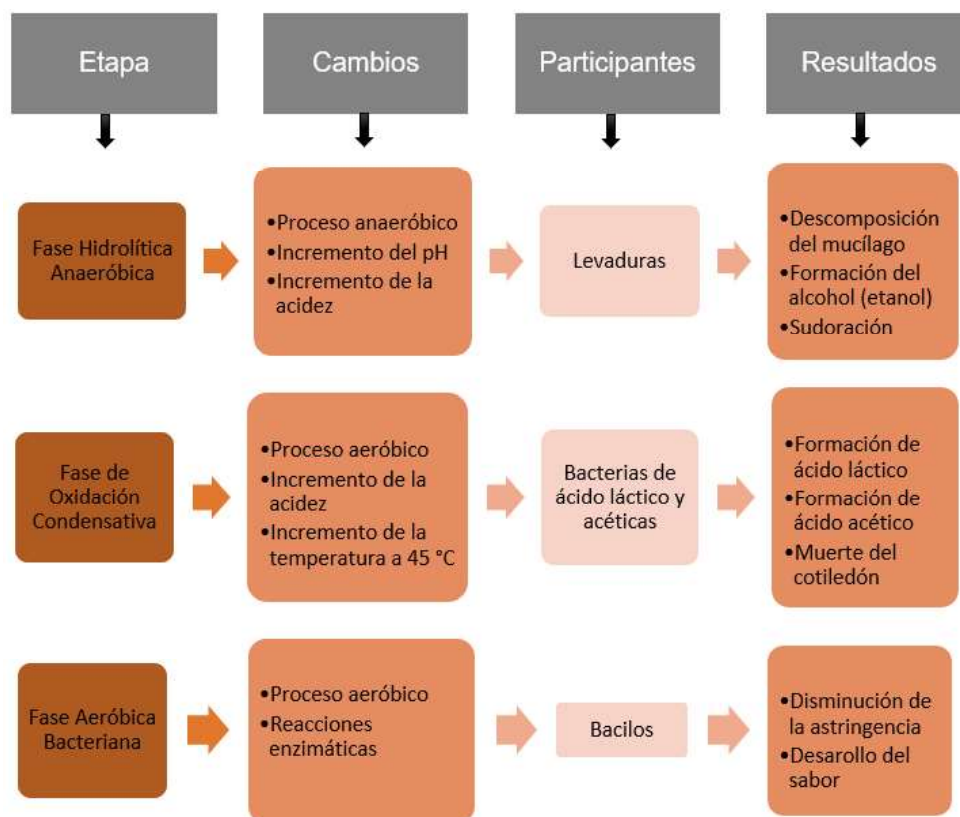 Etapa
Cambios
Participantes
Resultados
Fase Hidrolítica
Anaeróbica
•Proceso anaeróbico
•Incremento del pH
•Incremento de la
acidez
Levaduras
•Descomposición
del mucílago
•Formación del
alcohol (etanol)
•Sudoración
Fase de
Oxidación
Condensativa
•Proceso aeróbico
•Incremento de la
acidez
•Incremento de la
temperatura a 45 °C
Bacterias de
ácido láctico y
acéticas
•Formación de
ácido láctico
•Formación de
ácido acético
•Muerte del
cotiledón
Fase Aeróbica
Bacteriana
•Proceso aeróbico
•Reacciones
enzimáticas
Bacilos
•Disminución de
la astringencia
•Desarollo del
sabor